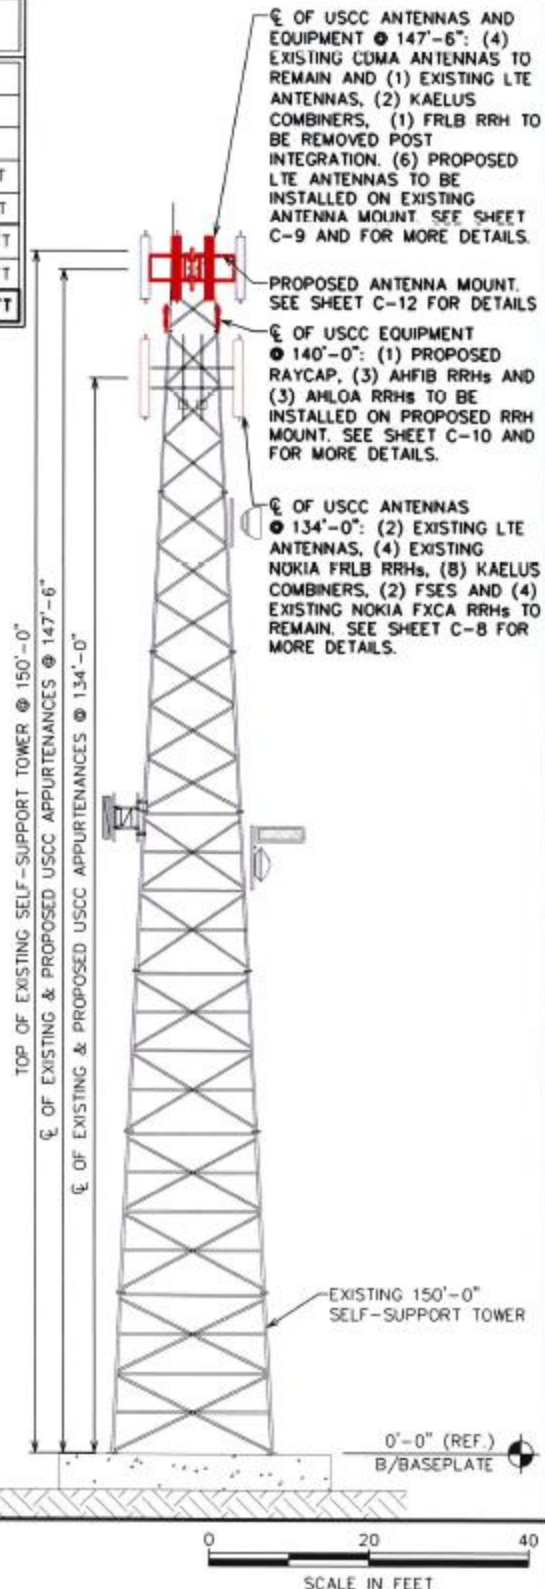 ℄ OF USCC ANTENNAS AND
EQUIPMENT @ 147'-6": (4)
EXISTING CDMA ANTENNAS TO
REMAIN AND (1) EXISTING LTE
ANTENNAS, (2) KAELUS
COMBINERS, (1) FRLB RRH TO
BE REMOVED POST
INTEGRATION. (6) PROPOSED
LTE ANTENNAS TO BE
INSTALLED ON EXISTING
ANTENNA MOUNT. SEE SHEET
C-9 AND FOR MORE DETAILS.
PROPOSED ANTENNA MOUNT.
SEE SHEET C-12 FOR DETAILS
℄ OF USCC EQUIPMENT
@ 140'-0": (1) PROPOSED
RAYCAP, (3) AHFIB RRHs AND
(3) AHLOA RRHs TO BE
INSTALLED ON PROPOSED RRH
MOUNT. SEE SHEET C-10 AND
FOR MORE DETAILS.
℄ OF USCC ANTENNAS
@ 134'-0": (2) EXISTING LTE
ANTENNAS, (4) EXISTING
NOKIA FRLB RRHs, (8) KAELUS
COMBINERS, (2) FSES AND (4)
EXISTING NOKIA FXCA RRHs TO
REMAIN. SEE SHEET C-8 FOR
MORE DETAILS.
TOP OF EXISTING SELF-SUPPORT TOWER @ 150'-0"
℄ OF EXISTING & PROPOSED USCC APPURTENANCES @ 147'-6"
℄ OF EXISTING & PROPOSED USCC APPURTENANCES @ 134'-0"
EXISTING 150'-0"
SELF-SUPPORT TOWER
0'-0" (REF.)
B/BASEPLATE
0 20 40
SCALE IN FEET